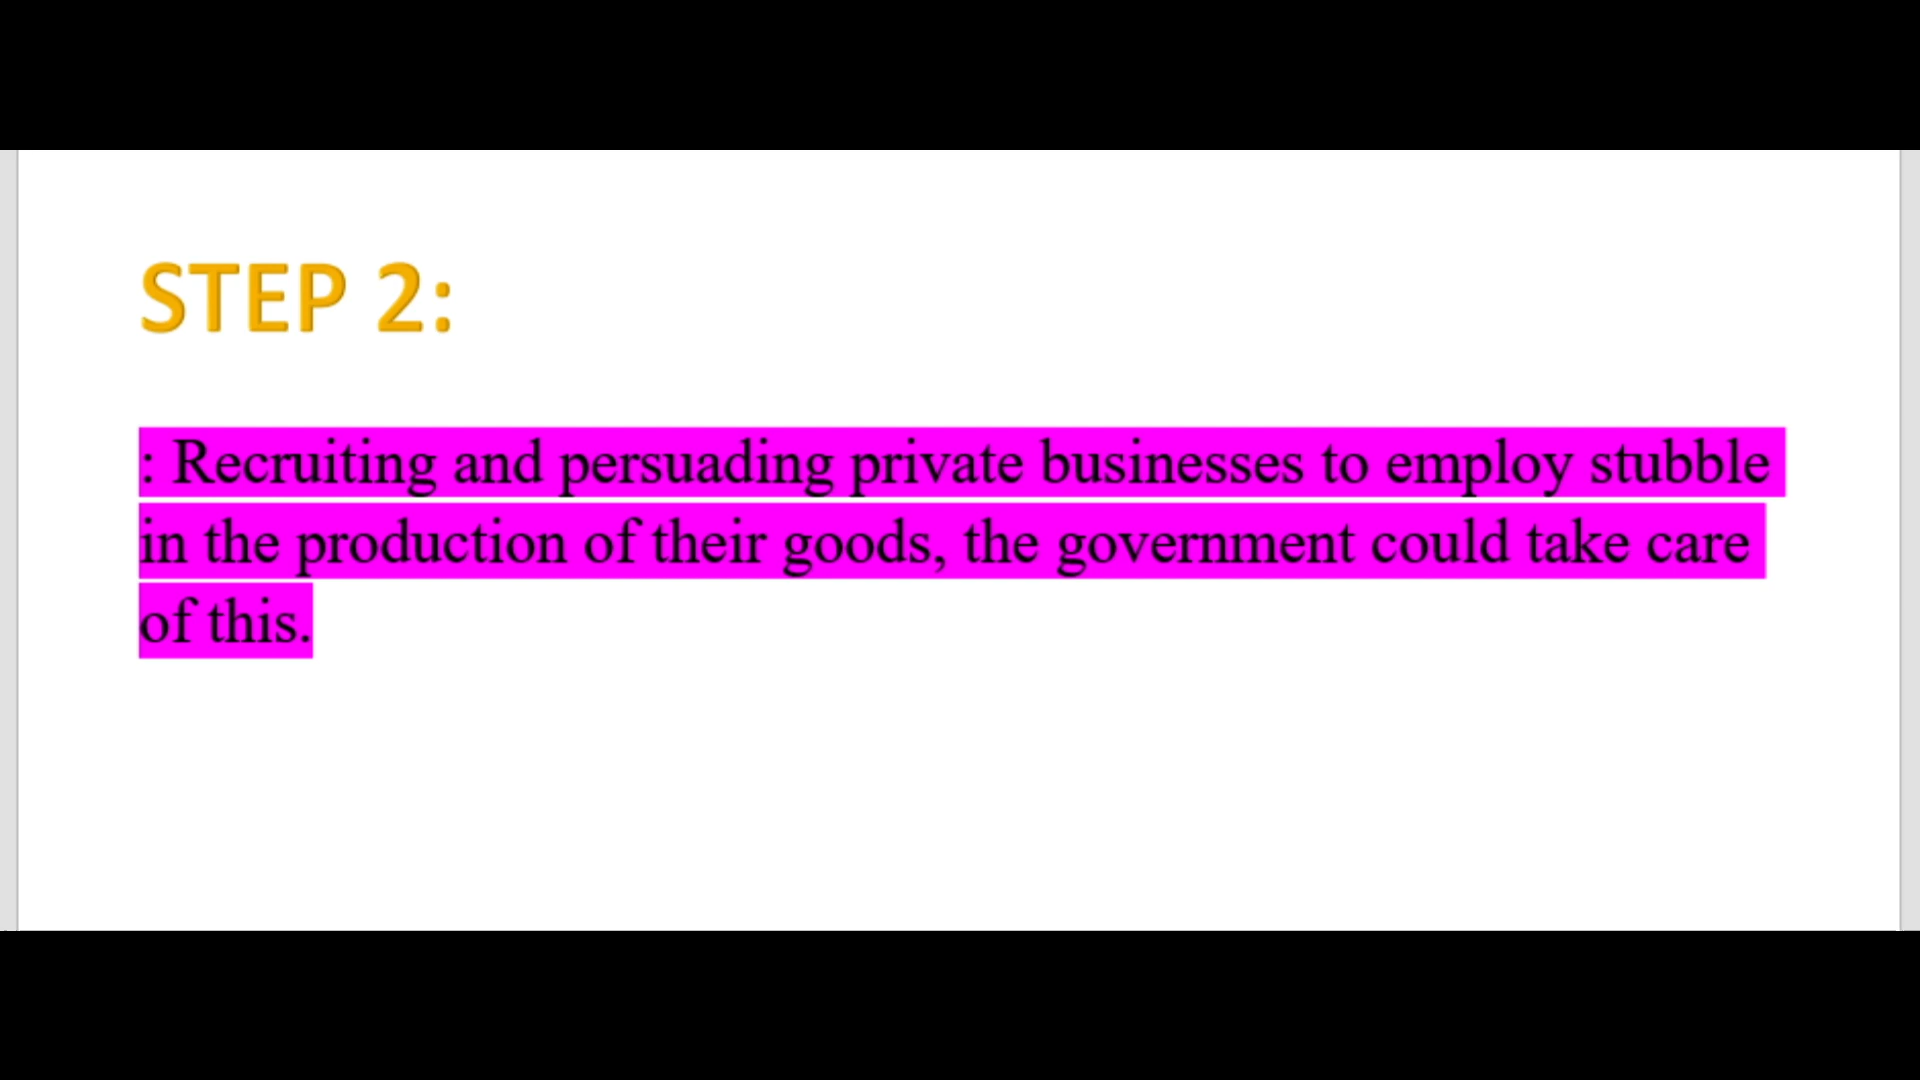 STEP 2:
: Recruiting and persuading private businesses to employ stubble
in the production of their goods, the government could take care
of this.